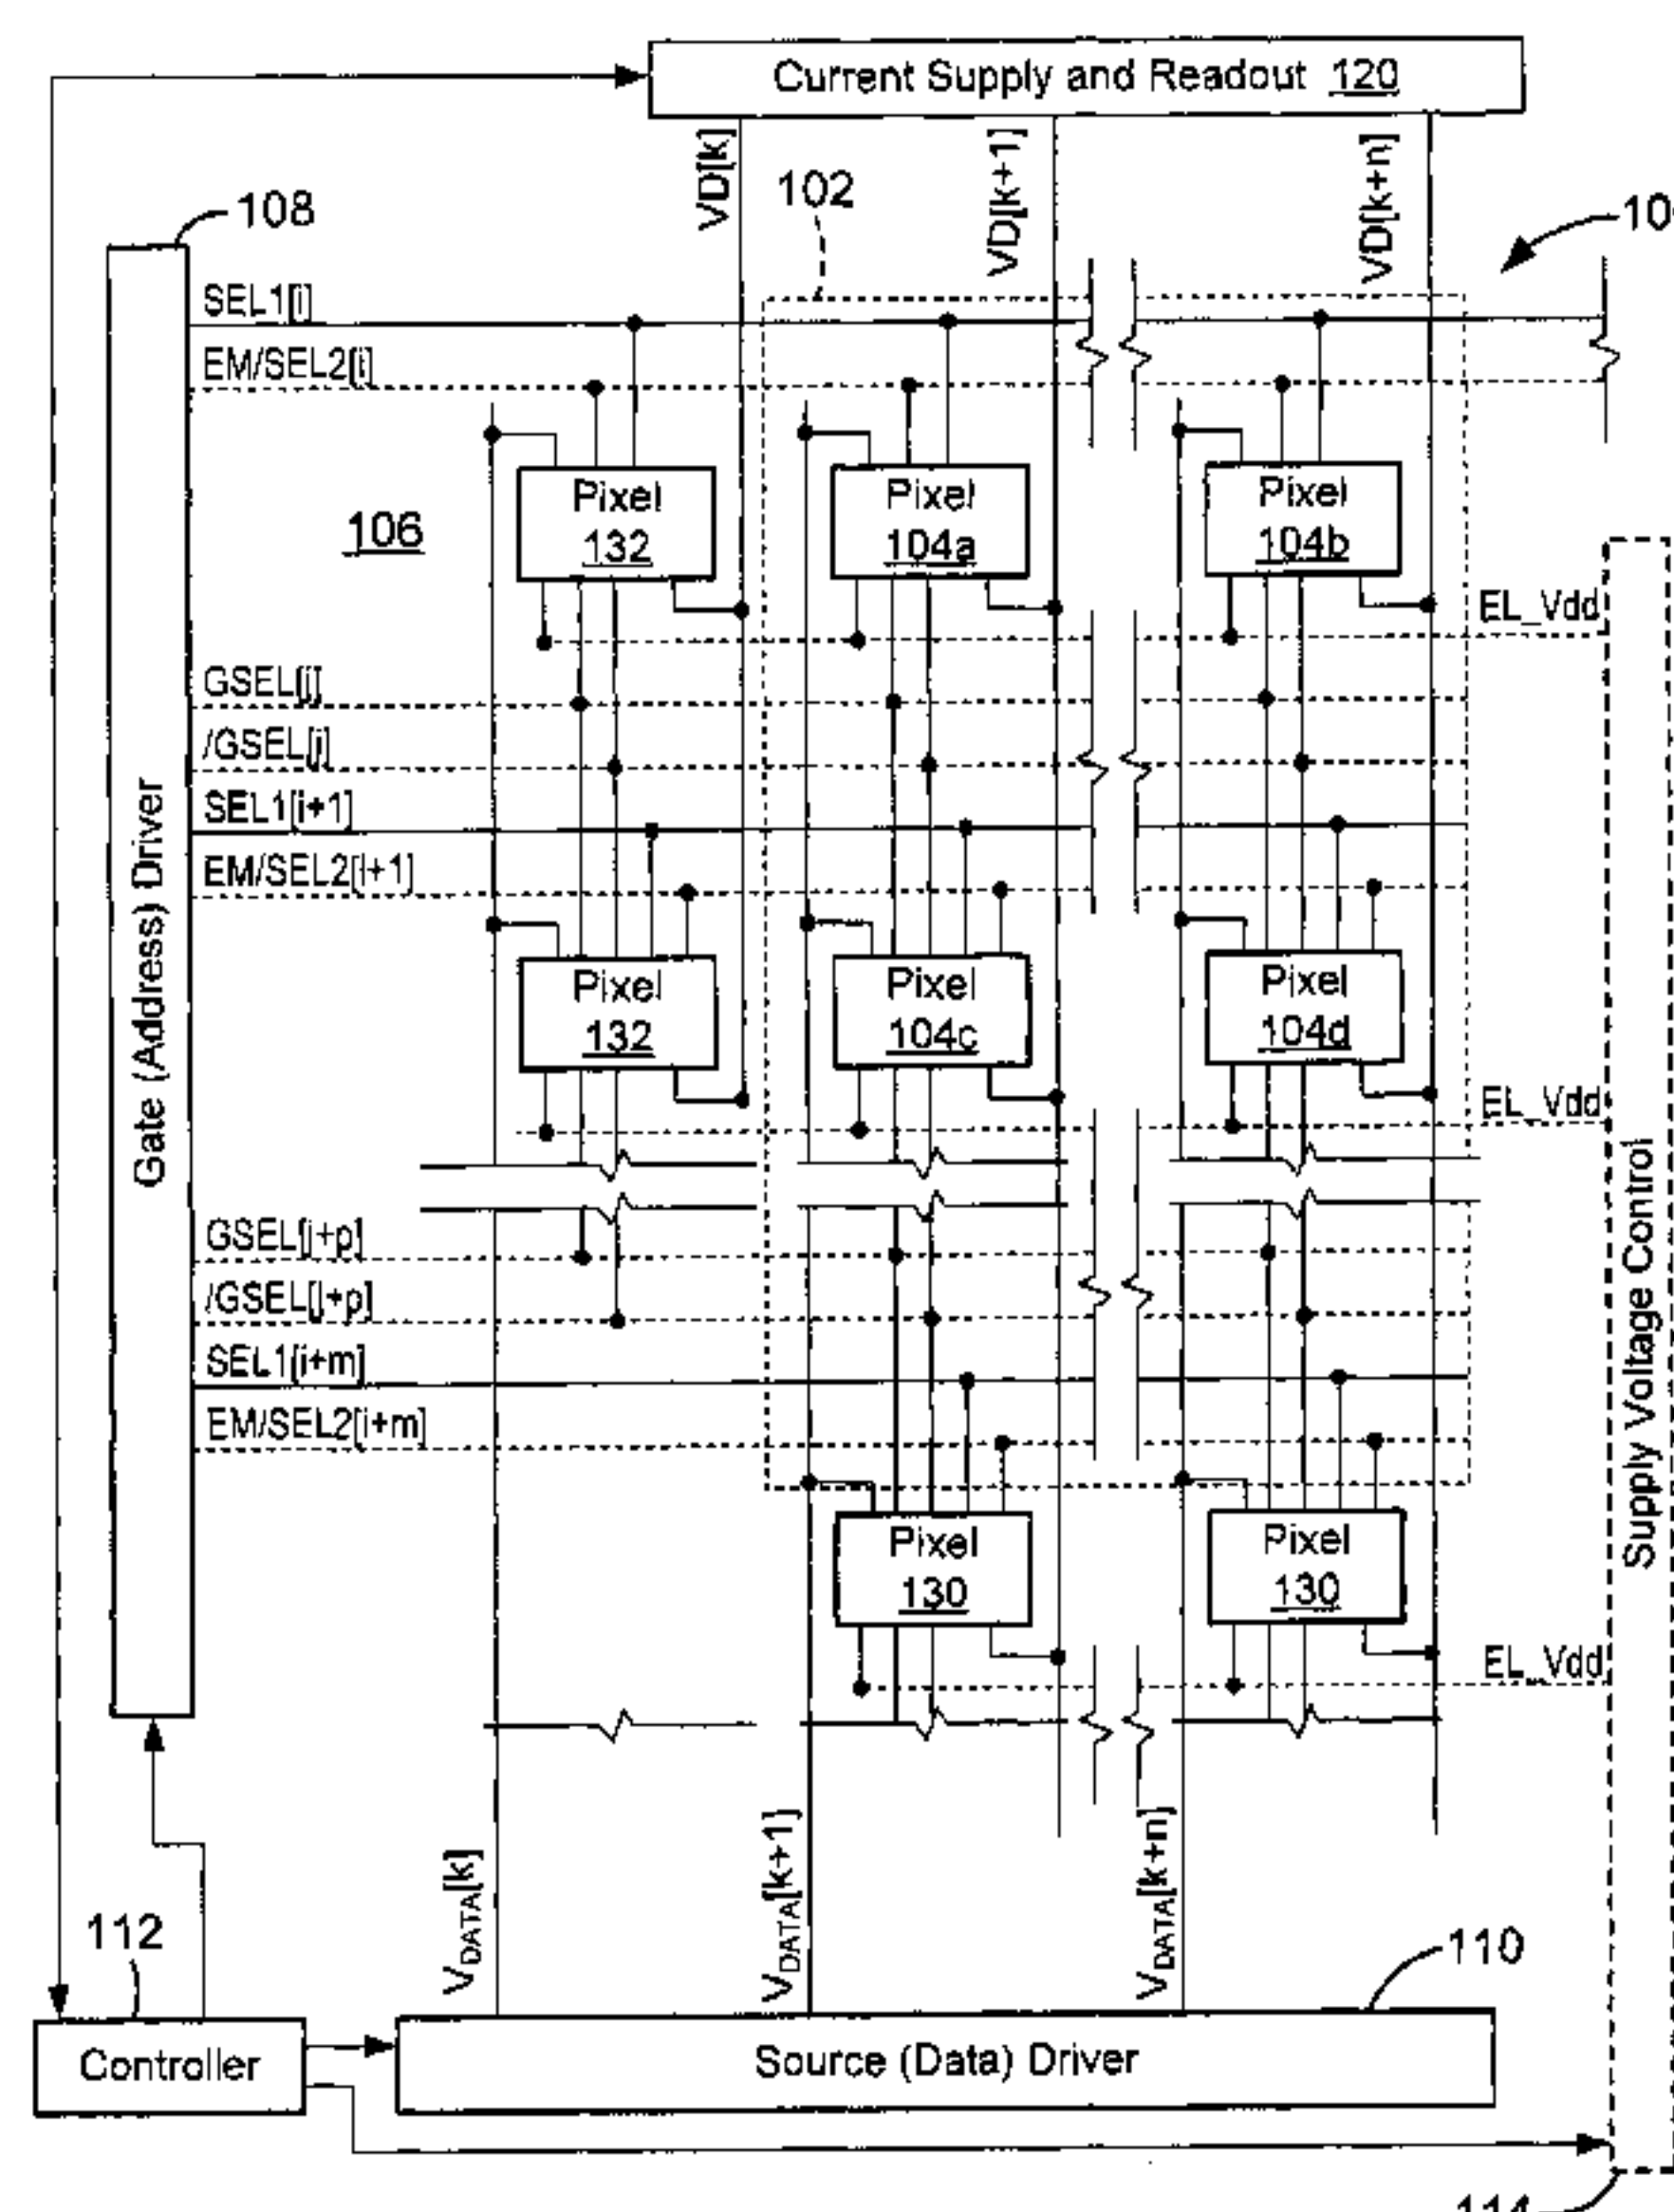 Current Supply and Readout 120
VD[k]
VD[k+1]
VD[k+n]
102
108
10
SEL1[i]
EM/SEL2[i]
Pixel 132
Pixel 104a
Pixel 104b
106
EL_Vdd
GSEL[j]
/GSEL[j]
SEL1[i+1]
EM/SEL2[i+1]
Gate (Address) Driver
Pixel 132
Pixel 104c
Pixel 104d
EL_Vdd
Supply Voltage Control
GSEL[j+p]
/GSEL[j+p]
SEL1[i+m]
EM/SEL2[i+m]
Pixel 130
Pixel 130
EL_Vdd
VDATA[k]
VDATA[k+1]
VDATA[k+n]
112
110
Controller
Source (Data) Driver
114